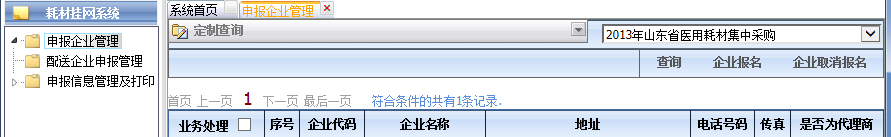 耗材挂网系统
申报企业管理
配送企业申报管理
申报信息管理及打印
系统首页 申报企业管理
定制查询 2013年山东省医用耗材集中采购
查询 企业报名 企业取消报名
首页 上一页 1 下一页 最后一页 符合条件的共有1条记录.
业务处理 序号 企业代码 企业名称 地址 电话号码 传真 是否为代理商